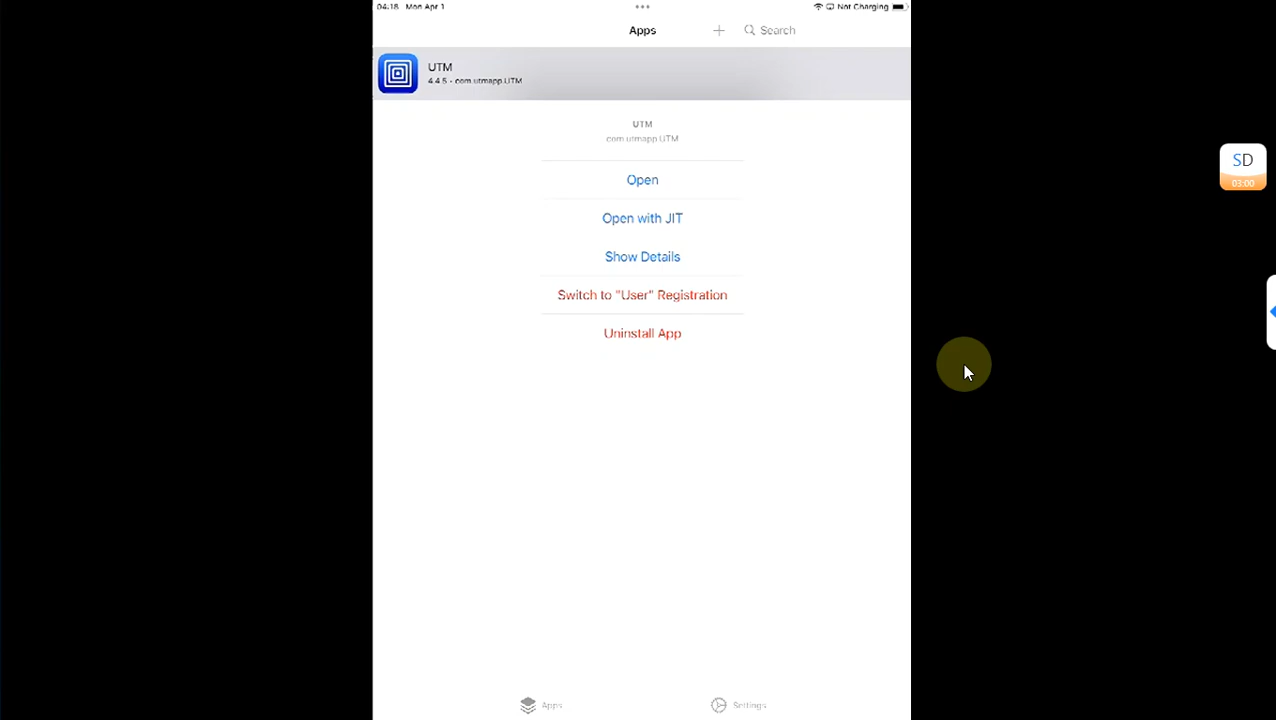 04:18 Mon Apr 1
Not Charging
Apps
Search
UTM
4.4.5 - com.utmapp.UTM
UTM
com.utmapp.UTM
Open
Open with JIT
Show Details
Switch to "User" Registration
Uninstall App
SD
03:00
Apps
Settings